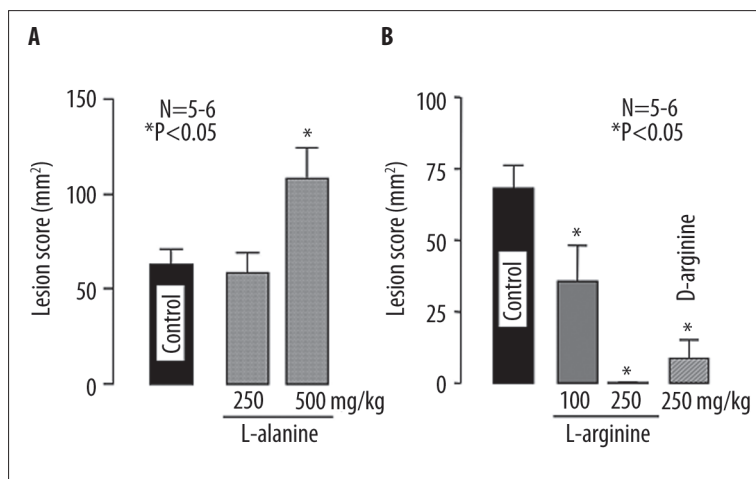 A
Lesion score (mm²)
150
100
50
0
N=5-6
*P<0.05
*
Control
250
500 mg/kg
L-alanine
B
Lesion score (mm²)
100
75
50
25
0
N=5-6
*P<0.05
Control
*
*
*
D-arginine
100
250
250 mg/kg
L-arginine